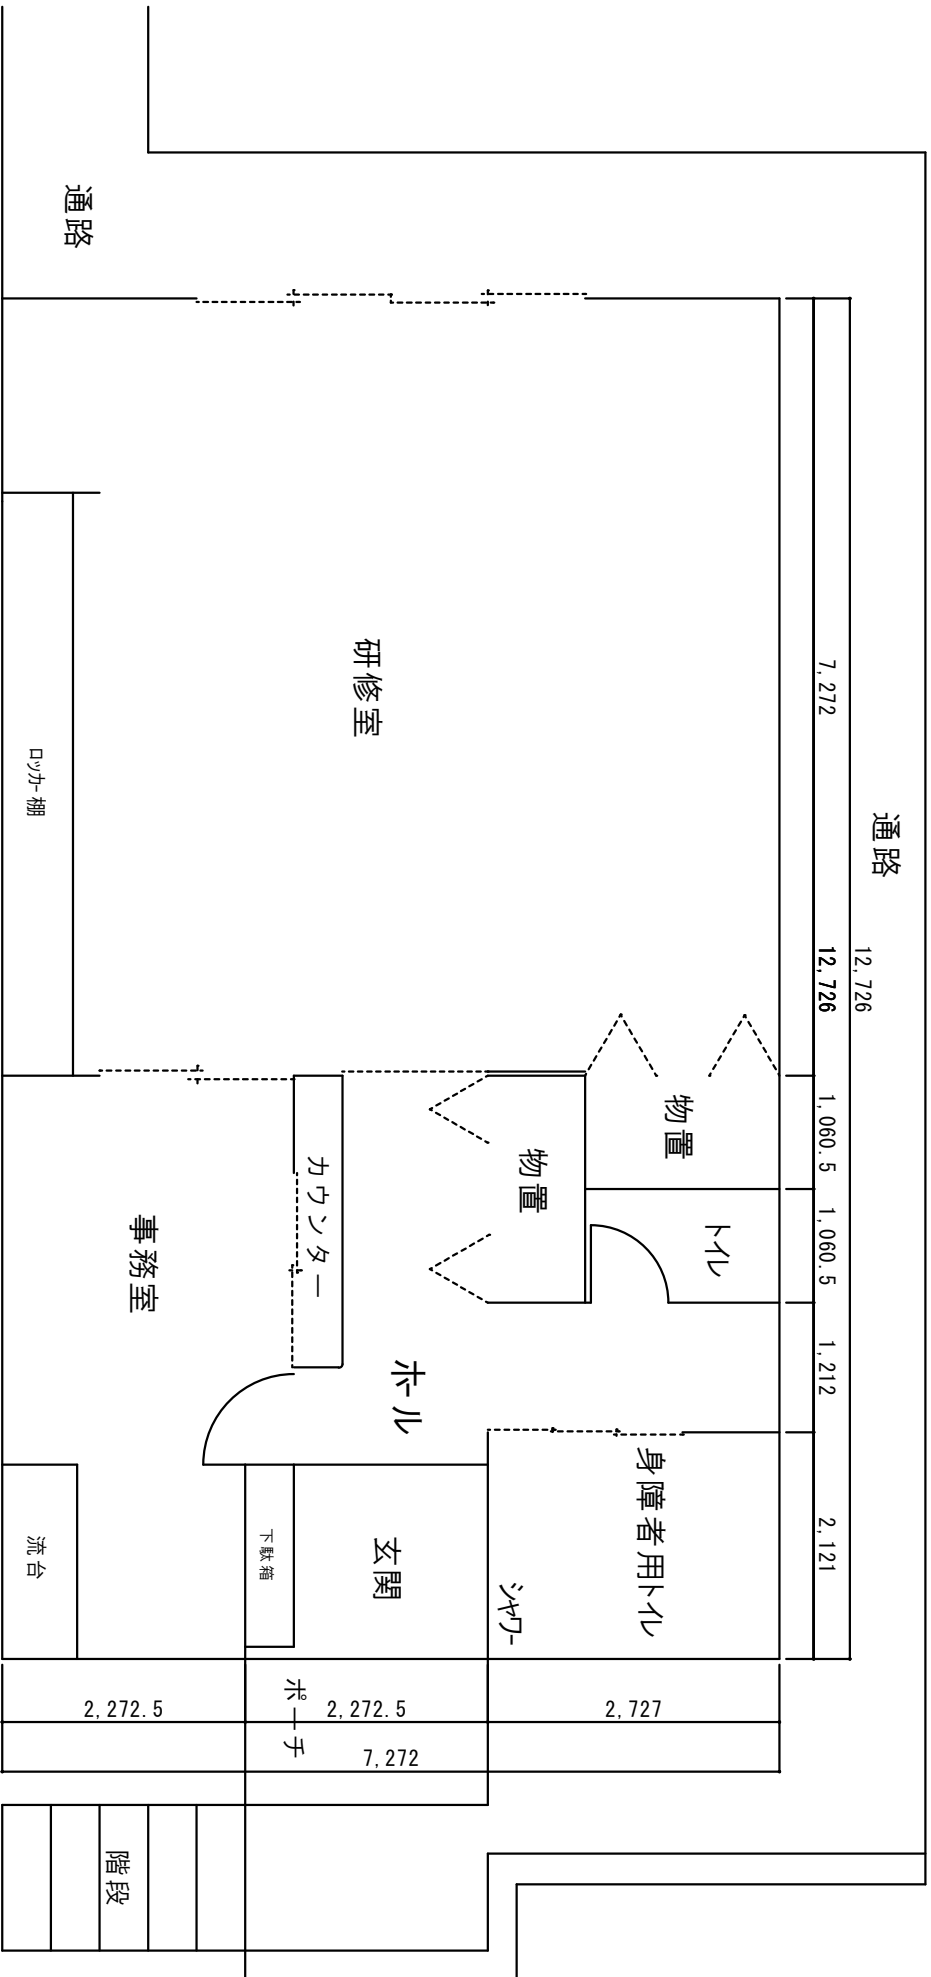 通路
通路
12,726
12,726
7,272
1,060.5
1,060.5
1,212
2,121
研修室
ロッカー棚
物置
物置
トイレ
カウンター
事務室
ホール
身障者用トイレ
シャワー
玄関
下駄箱
流台
ポーチ
2,272.5
2,272.5
2,727
7,272
階段